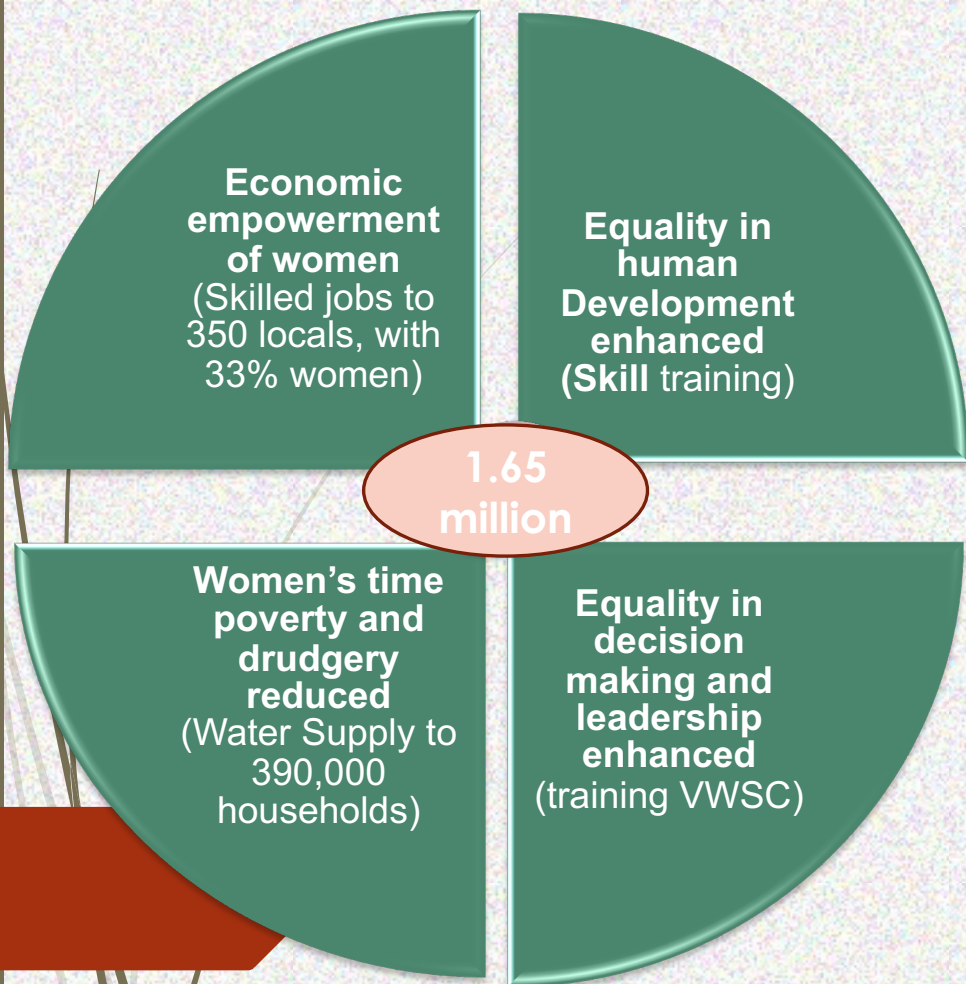 Economic
empowerment
of women
(Skilled jobs to
350 locals, with
33% women)
Equality in
human
Development
enhanced
(Skill training)
1.65
million
Women’s time
poverty and
drudgery
reduced
(Water Supply to
390,000
households)
Equality in
decision
making and
leadership
enhanced
(training VWSC)